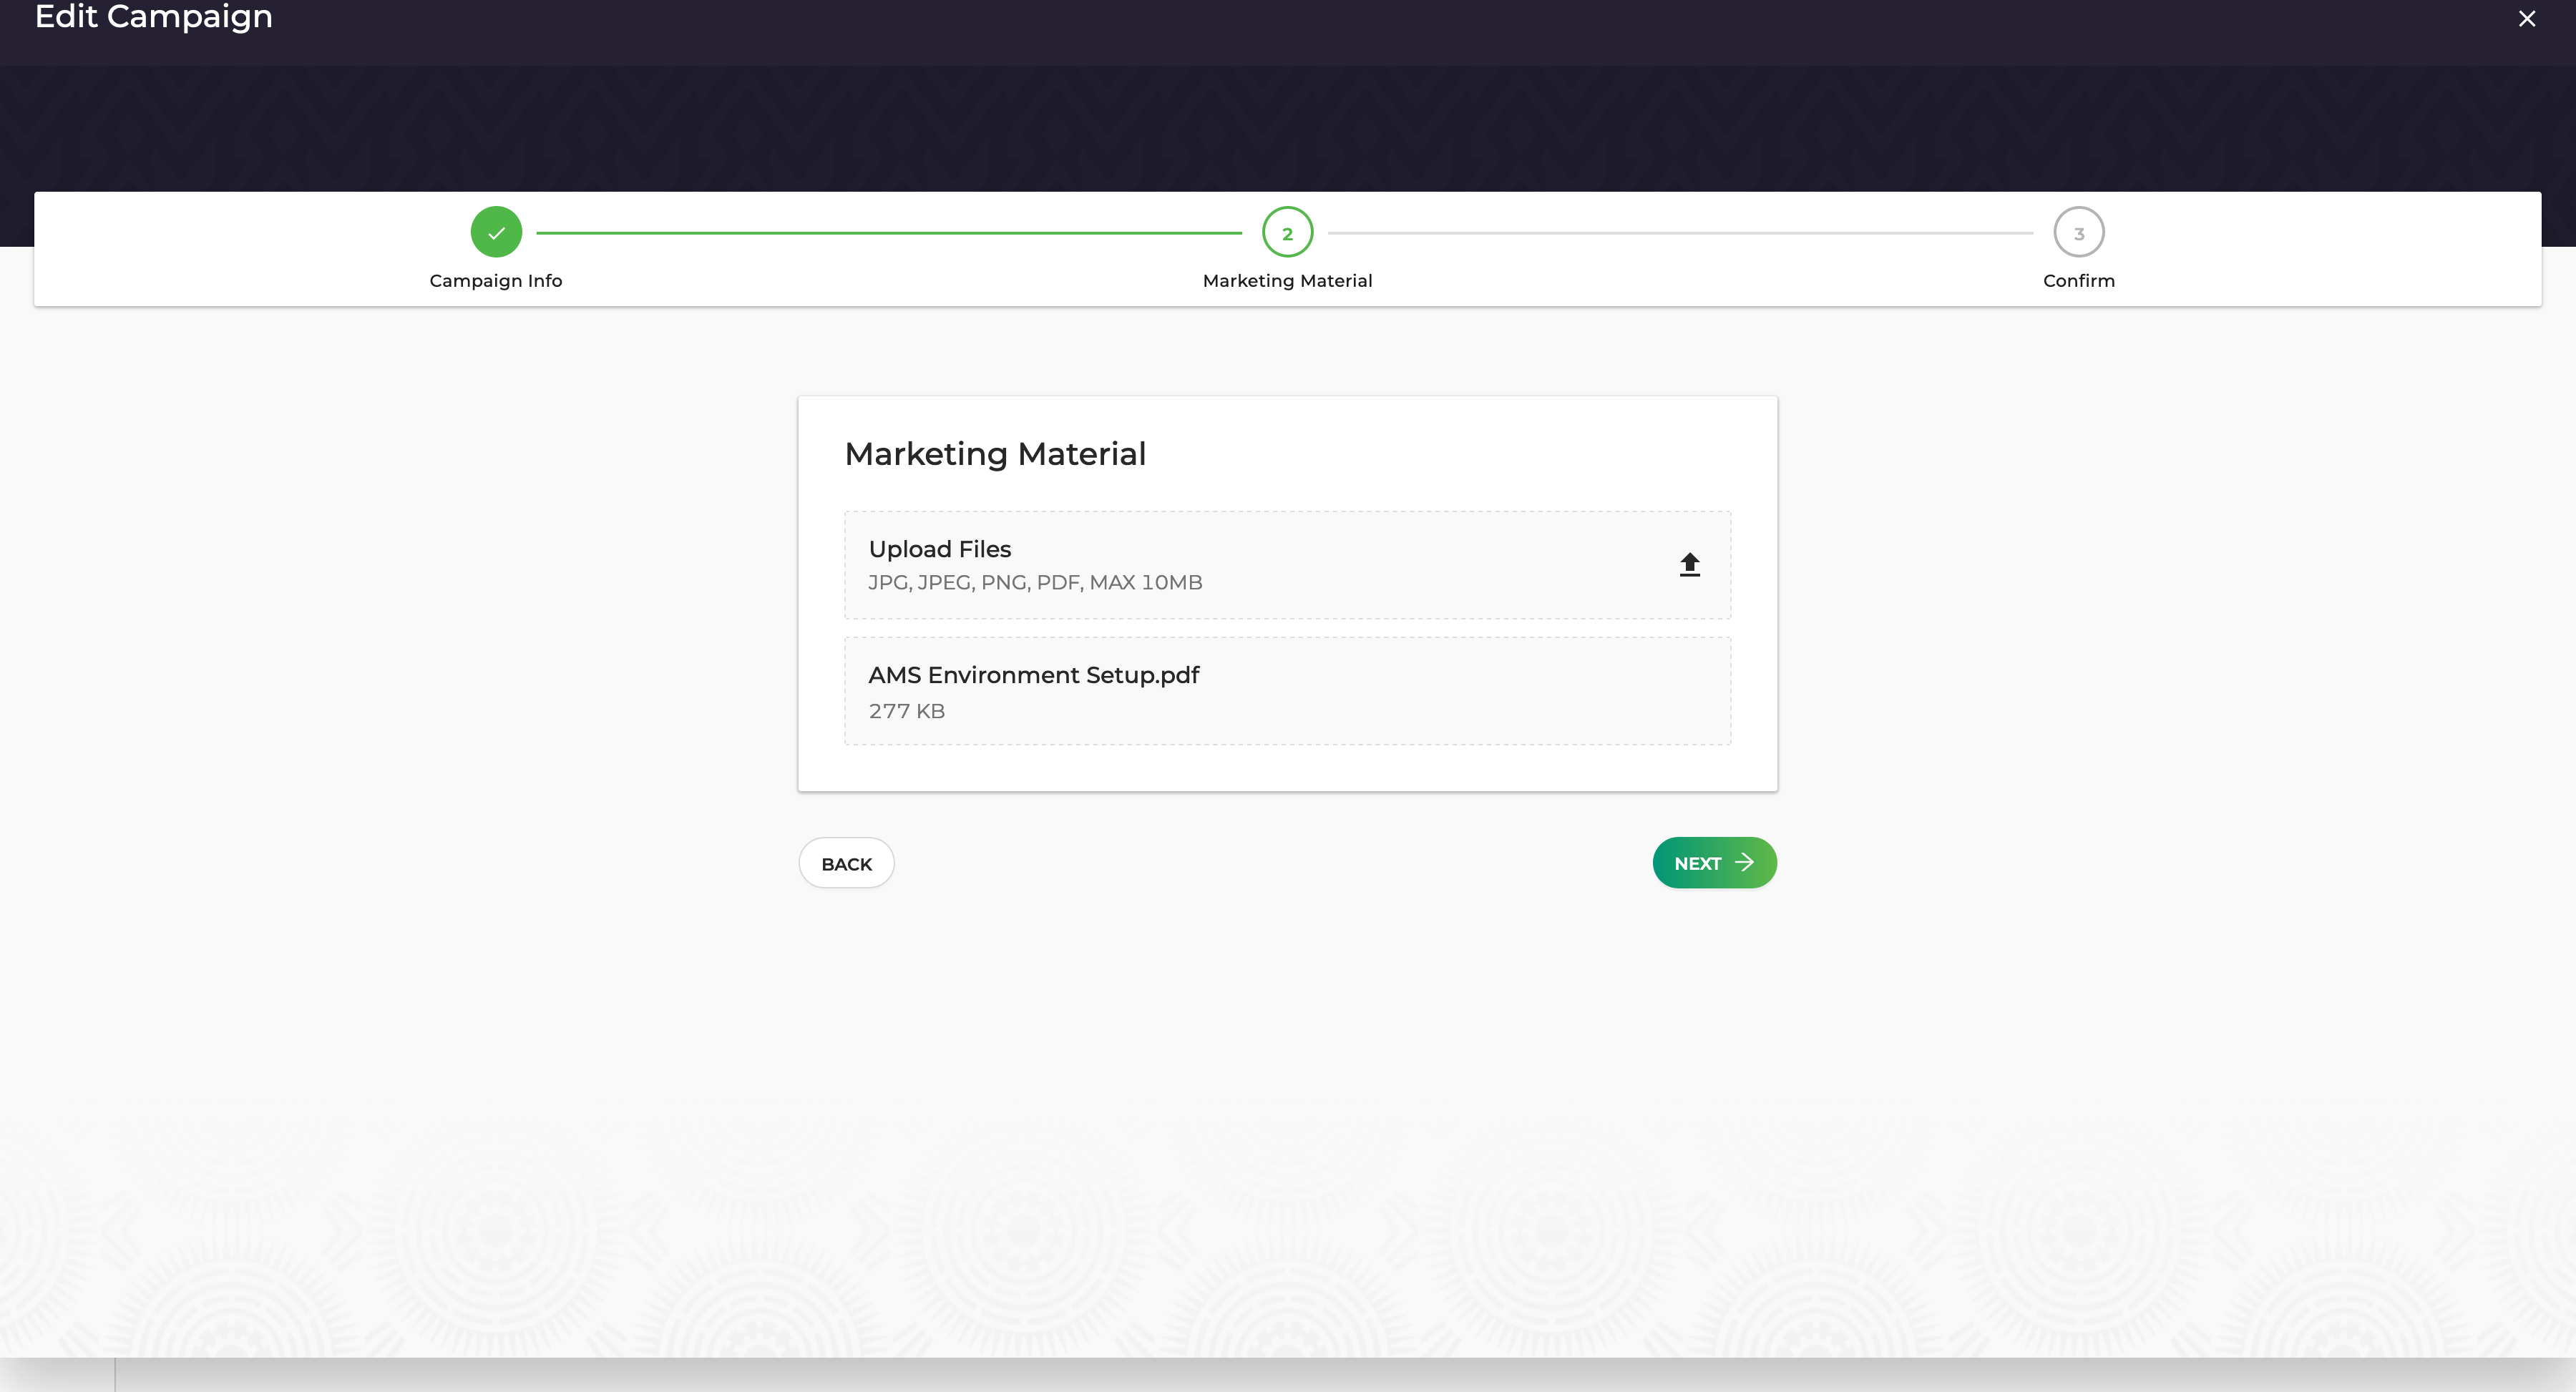 Edit Campaign
2
3
Campaign Info
Marketing Material
Confirm
Marketing Material
Upload Files
JPG, JPEG, PNG, PDF, MAX 10MB
AMS Environment Setup.pdf
277 KB
BACK
NEXT